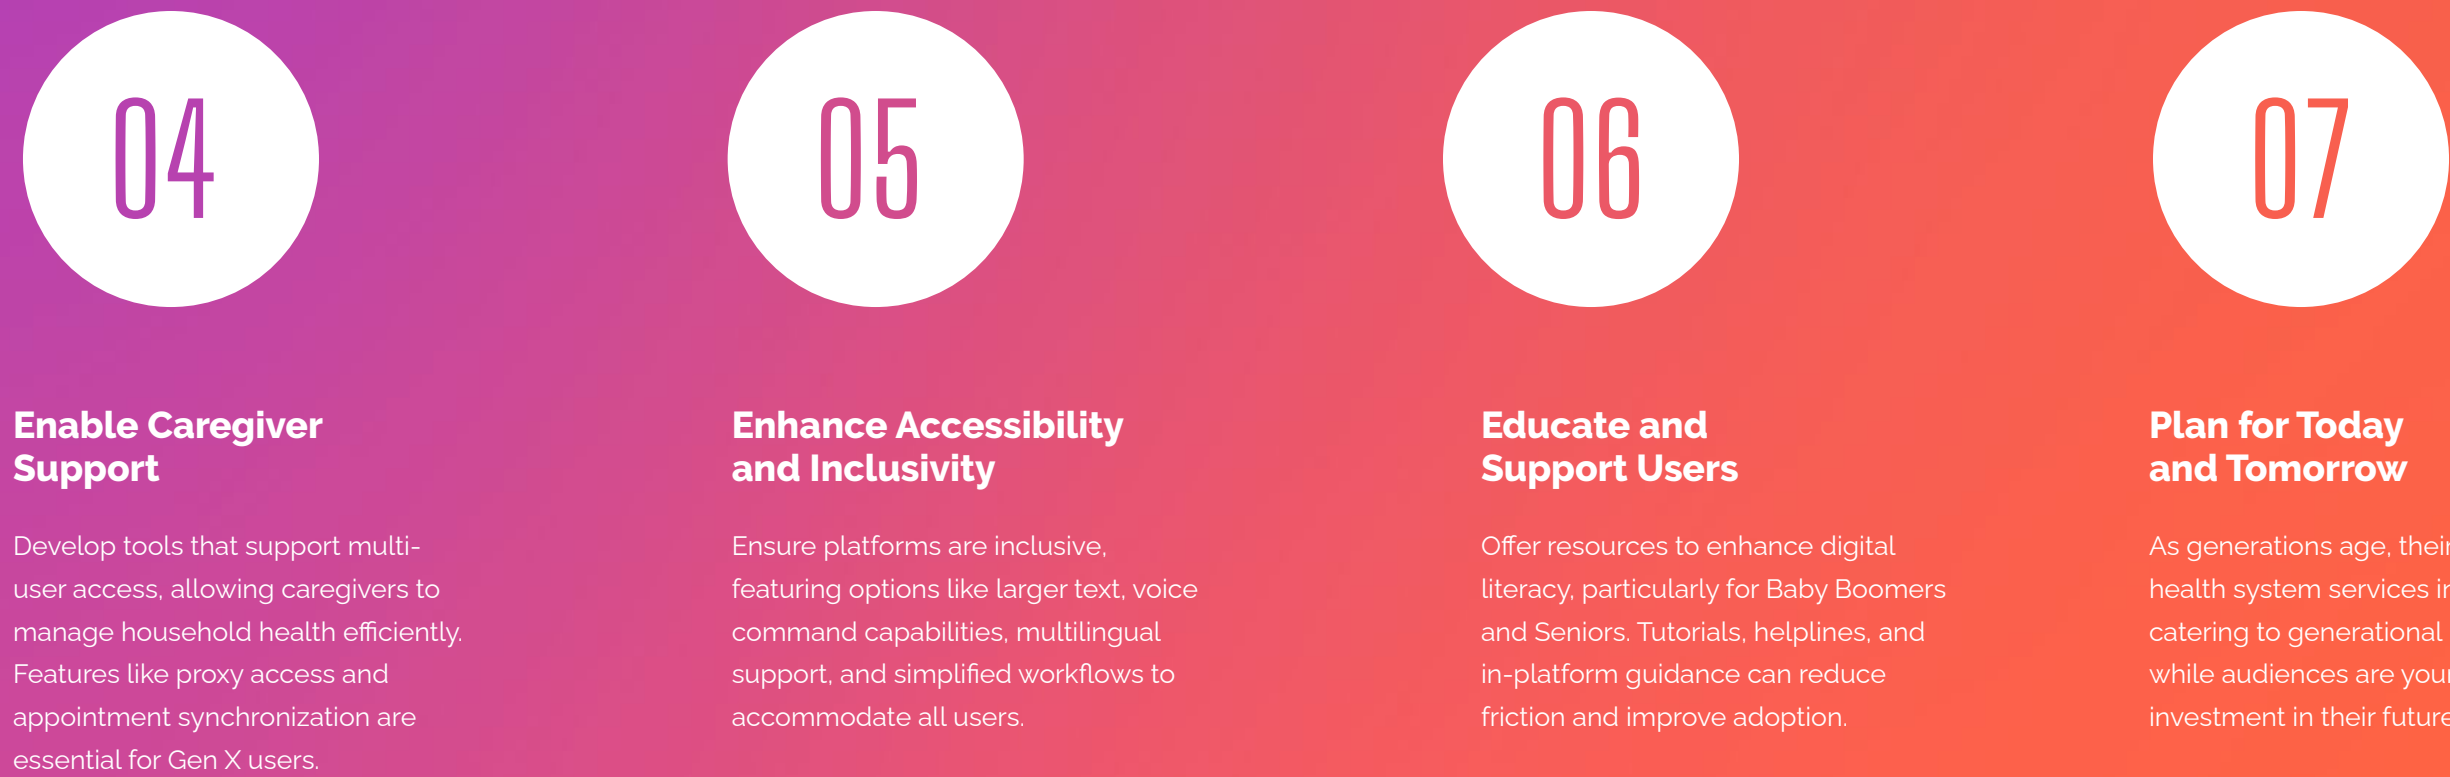 04
Enable Caregiver
Support
Develop tools that support multi-
user access, allowing caregivers to
manage household health efficiently.
Features like proxy access and
appointment synchronization are
essential for Gen X users.
05
Enhance Accessibility
and Inclusivity
Ensure platforms are inclusive,
featuring options like larger text, voice
command capabilities, multilingual
support, and simplified workflows to
accommodate all users.
06
Educate and
Support Users
Offer resources to enhance digital
literacy, particularly for Baby Boomers
and Seniors. Tutorials, helplines, and
in-platform guidance can reduce
friction and improve adoption.
07
Plan for Today
and Tomorrow
As generations age, their
health system services
catering to generational
while audiences are
investment in their future